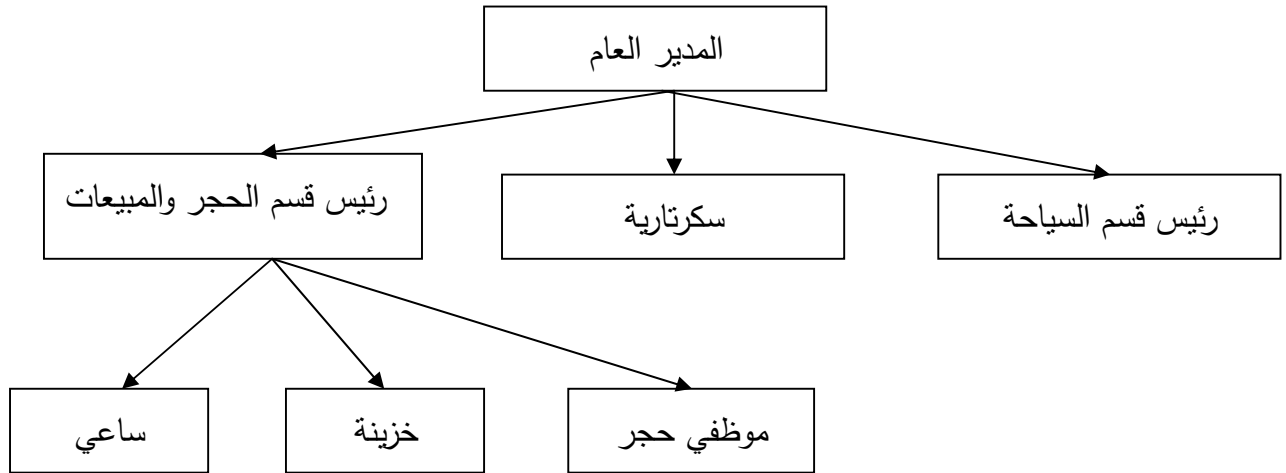 المدير العام
رئيس قسم السياحة
سكرتارية
رئيس قسم الحجر والمبيعات
موظفي حجر
خزينة
ساعي